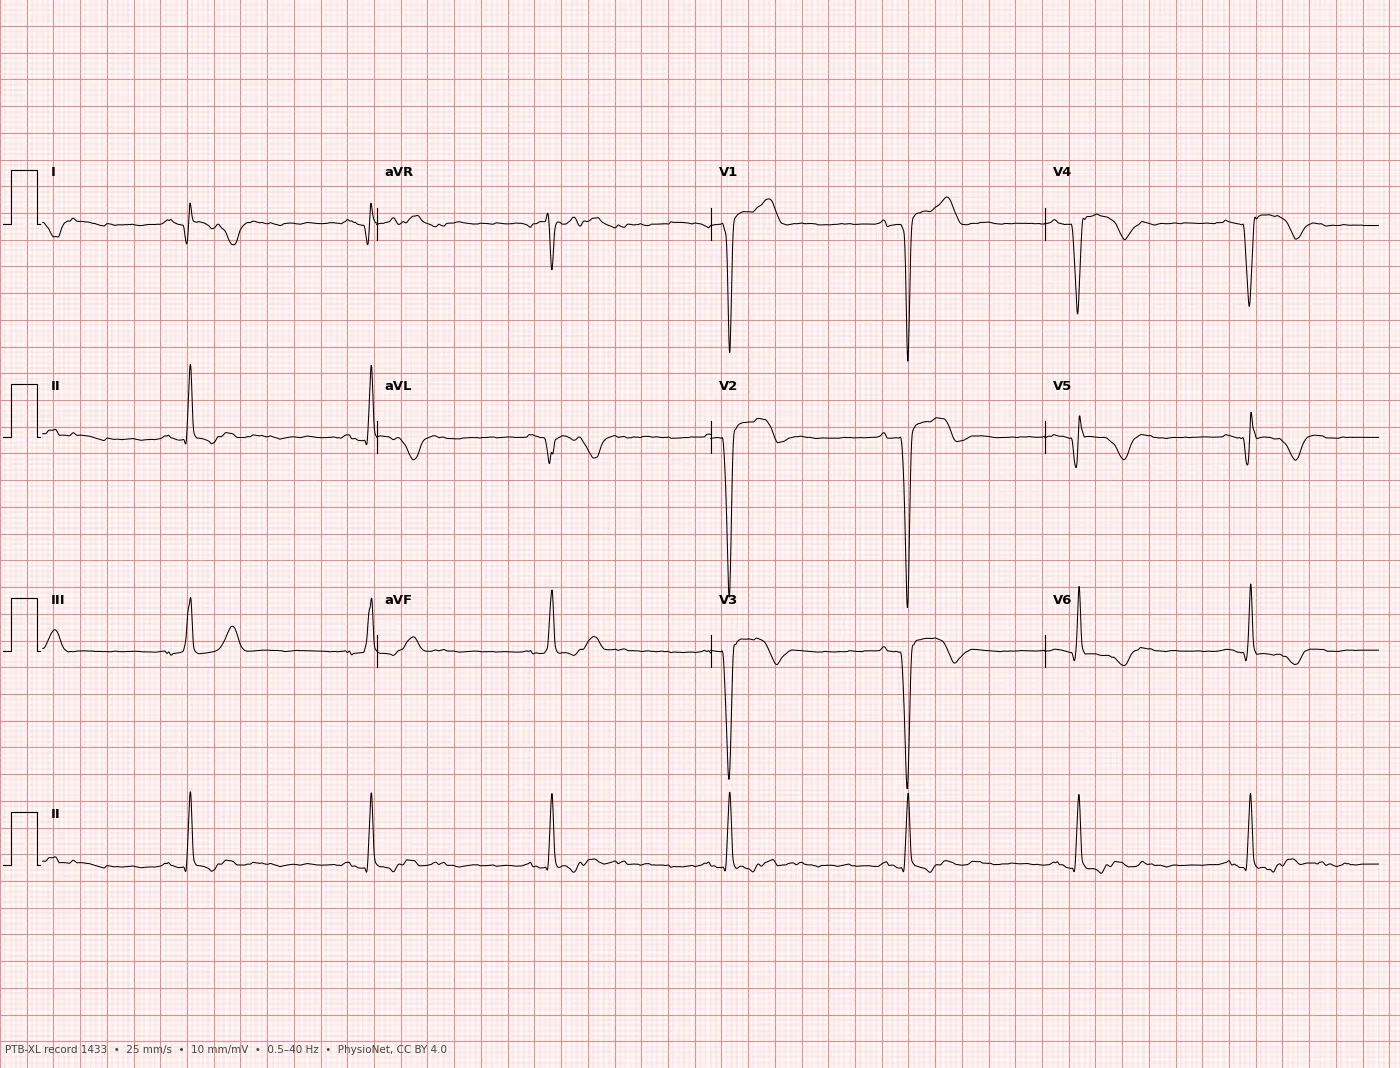 I aVR V1 V4
II aVL V2 V5
III aVF V3 V6
II
PTB-XL record 1433 • 25 mm/s • 10 mm/mV • 0.5–40 Hz • PhysioNet, CC BY 4.0